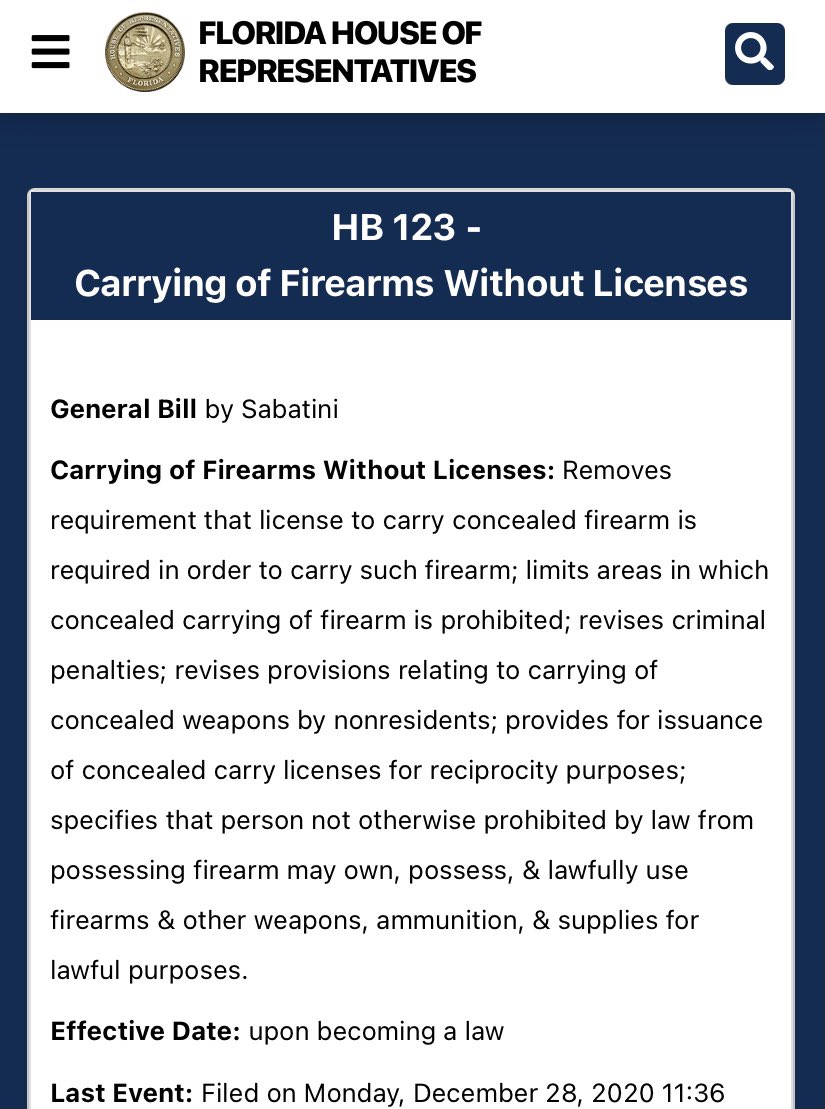 FLORIDA HOUSE OF
REPRESENTATIVES
HB 123 -
Carrying of Firearms Without Licenses
General Bill by Sabatini
Carrying of Firearms Without Licenses: Removes
requirement that license to carry concealed firearm is
required in order to carry such firearm; limits areas in which
concealed carrying of firearm is prohibited; revises criminal
penalties; revises provisions relating to carrying of
concealed weapons by nonresidents; provides for issuance
of concealed carry licenses for reciprocity purposes;
specifies that person not otherwise prohibited by law from
possessing firearm may own, possess, & lawfully use
firearms & other weapons, ammunition, & supplies for
lawful purposes.
Effective Date: upon becoming a law
Last Event: Filed on Monday, December 28, 2020 11:36